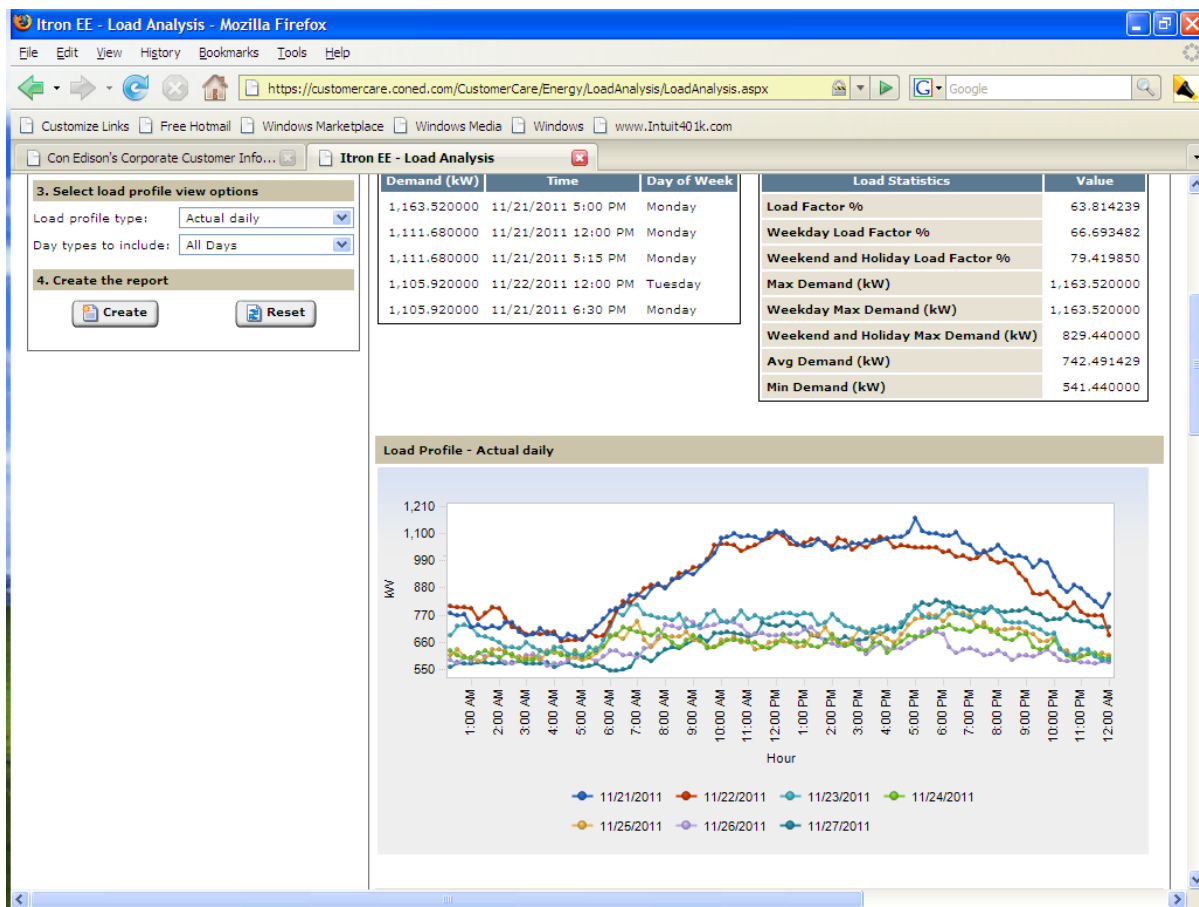 Itron EE - Load Analysis - Mozilla Firefox
File Edit View History Bookmarks Tools Help
https://customercare.coned.com/CustomerCare/Energy/LoadAnalysis/LoadAnalysis.aspx
G Google
Customize Links Free Hotmail Windows Marketplace Windows Media Windows www.Intuit401k.com
Con Edison's Corporate Customer Info... Itron EE - Load Analysis
3. Select load profile view options
Load profile type: Actual daily
Day types to include: All Days
4. Create the report
Create Reset
Demand (kW) Time Day of Week
1,163.520000 11/21/2011 5:00 PM Monday
1,111.680000 11/21/2011 12:00 PM Monday
1,111.680000 11/21/2011 5:15 PM Monday
1,105.920000 11/22/2011 12:00 PM Tuesday
1,105.920000 11/21/2011 6:30 PM Monday
Load Statistics Value
Load Factor % 63.814239
Weekday Load Factor % 66.693482
Weekend and Holiday Load Factor % 79.419850
Max Demand (kW) 1,163.520000
Weekday Max Demand (kW) 1,163.520000
Weekend and Holiday Max Demand (kW) 829.440000
Avg Demand (kW) 742.491429
Min Demand (kW) 541.440000
Load Profile - Actual daily
1,210
1,100
990
880
770
660
550
kW
1:00 AM 2:00 AM 3:00 AM 4:00 AM 5:00 AM 6:00 AM 7:00 AM 8:00 AM 9:00 AM 10:00 AM 11:00 AM 12:00 PM 1:00 PM 2:00 PM 3:00 PM 4:00 PM 5:00 PM 6:00 PM 7:00 PM 8:00 PM 9:00 PM 10:00 PM 11:00 PM 12:00 AM
Hour
11/21/2011 11/22/2011 11/23/2011 11/24/2011
11/25/2011 11/26/2011 11/27/2011